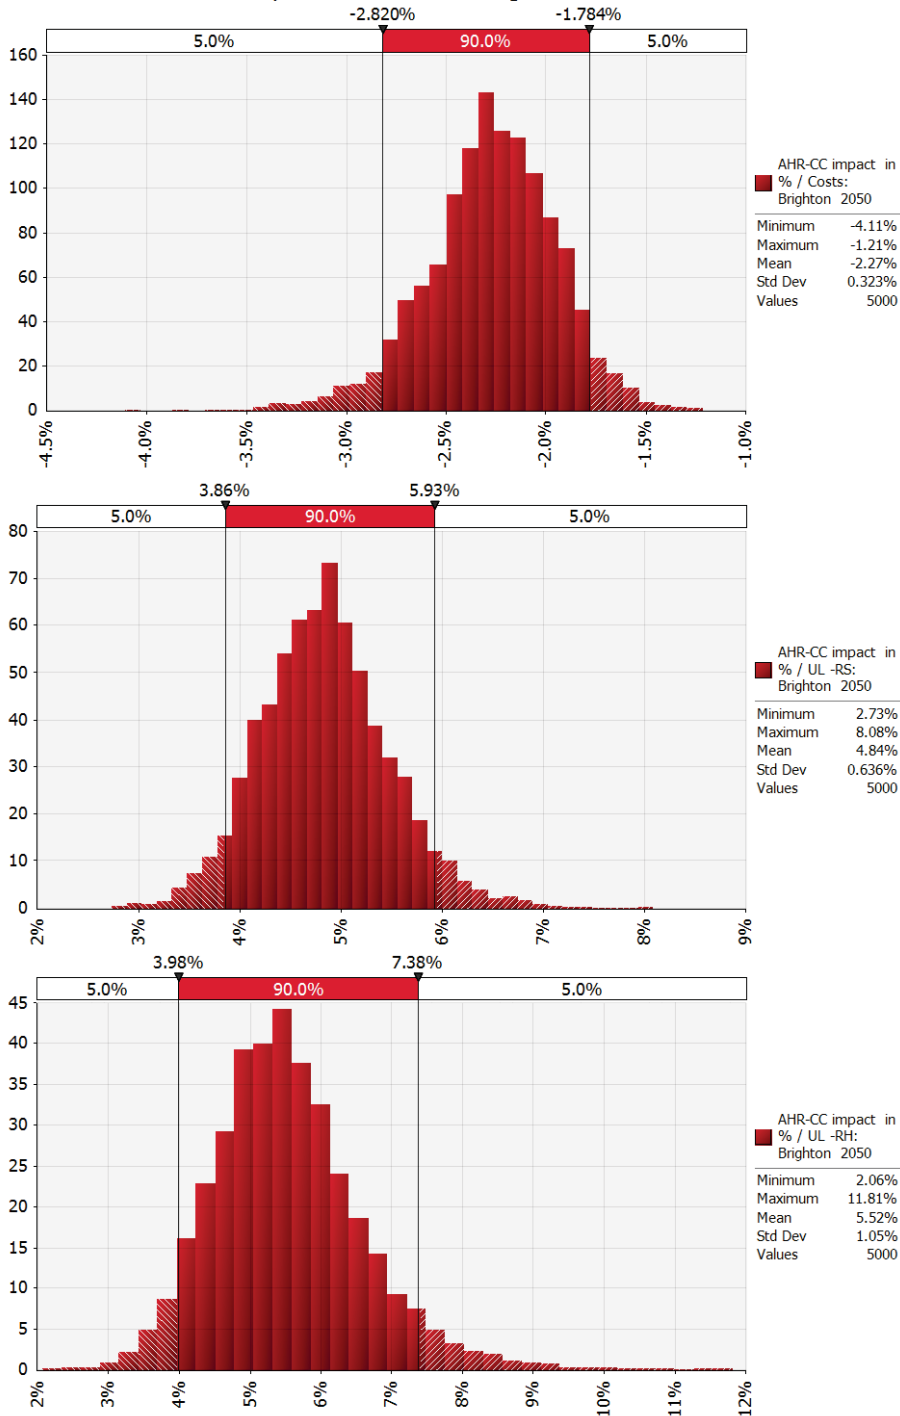 -2.820% -1.784%
5.0% 90.0% 5.0%
160
140
120
100
80
60
40
20
0
-4.5% -4.0% -3.5% -3.0% -2.5% -2.0% -1.5% -1.0%
AHR-CC impact in
% / Costs:
Brighton 2050
Minimum -4.11%
Maximum -1.21%
Mean -2.27%
Std Dev 0.323%
Values 5000
3.86% 5.93%
5.0% 90.0% 5.0%
80
70
60
50
40
30
20
10
0
2% 3% 4% 5% 6% 7% 8% 9%
AHR-CC impact in
% / UL -RS:
Brighton 2050
Minimum 2.73%
Maximum 8.08%
Mean 4.84%
Std Dev 0.636%
Values 5000
3.98% 7.38%
5.0% 90.0% 5.0%
45
40
35
30
25
20
15
10
5
0
2% 3% 4% 5% 6% 7% 8% 9% 10% 11% 12%
AHR-CC impact in
% / UL -RH:
Brighton 2050
Minimum 2.06%
Maximum 11.81%
Mean 5.52%
Std Dev 1.05%
Values 5000